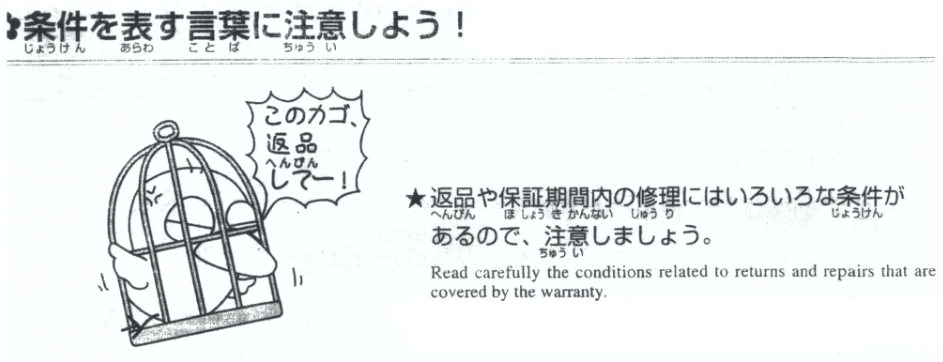 条件を表す言葉に注意しよう！
じょうけん あらわ ことば ちゅうい
このカゴ、
返品
へんぴん
してー！
★返品や保証期間内の修理にはいろいろな条件が
へんぴん ほしょうきかんない しゅうり じょうけん
あるので、注意しましょう。
ちゅうい
Read carefully the conditions related to returns and repairs that are
covered by the warranty.